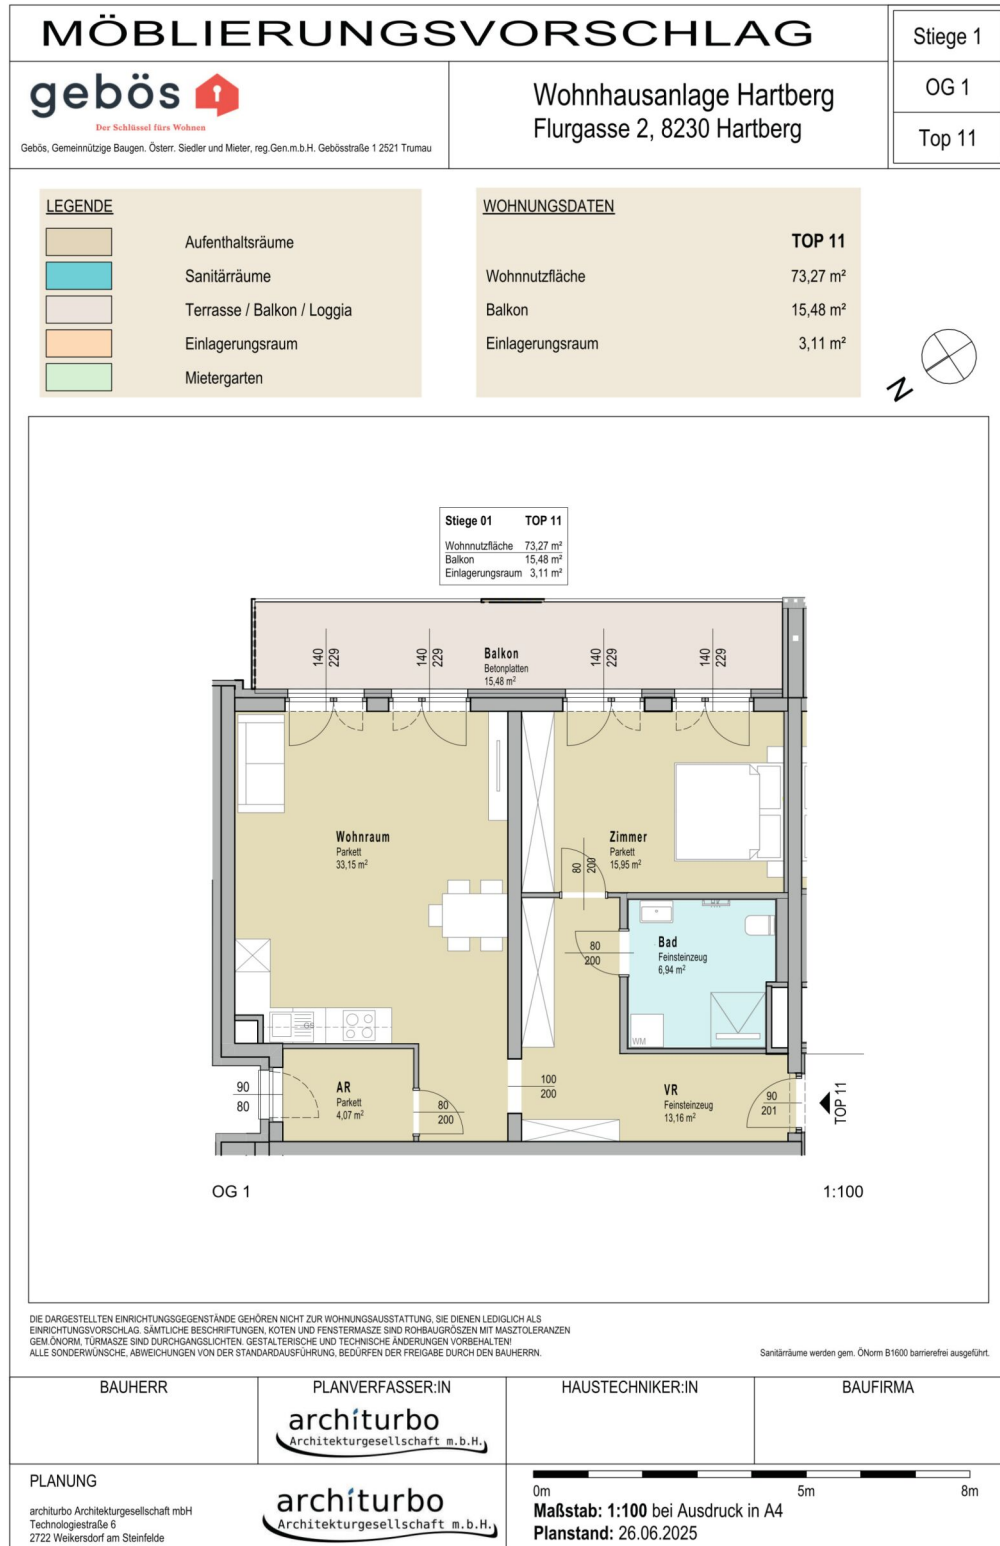 MÖBLIERUNGSVORSCHLAG
Stiege 1
OG 1
Top 11
gebös
Der Schlüssel fürs Wohnen
Gebös, Gemeinnützige Baugen. Österr. Siedler und Mieter, reg.Gen.m.b.H. Gebösstraße 1 2521 Trumau
Wohnhausanlage Hartberg
Flurgasse 2, 8230 Hartberg
LEGENDE
Aufenthaltsräume
Sanitärräume
Terrasse / Balkon / Loggia
Einlagerungsraum
Mietergarten
WOHNUNGSDATEN
TOP 11
Wohnnutzfläche 73,27 m²
Balkon 15,48 m²
Einlagerungsraum 3,11 m²
N
Stiege 01 TOP 11
Wohnnutzfläche 73,27 m²
Balkon 15,48 m²
Einlagerungsraum 3,11 m²
140
229
140
229
Balkon
Betonplatten
15,48 m²
140
229
140
229
Wohnraum
Parkett
33,15 m²
Zimmer
Parkett
15,95 m²
80
200
80
200
Bad
Feinsteinzeug
6,94 m²
WM
GS
90
80
AR
Parkett
4,07 m²
80
200
100
200
VR
Feinsteinzeug
13,16 m²
90
201
TOP 11
OG 1
1:100
DIE DARGESTELLTEN EINRICHTUNGSGEGENSTÄNDE GEHÖREN NICHT ZUR WOHNUNGSAUSSTATTUNG, SIE DIENEN LEDIGLICH ALS
EINRICHTUNGSVORSCHLAG. SÄMTLICHE BESCHRIFTUNGEN, KOTEN UND FENSTERMASZE SIND ROHBAUGRÖSZEN MIT MASZTOLERANZEN
GEM.ÖNORM, TÜRMASZE SIND DURCHGANGSLICHTEN. GESTALTERISCHE UND TECHNISCHE ÄNDERUNGEN VORBEHALTEN!
ALLE SONDERWÜNSCHE, ABWEICHUNGEN VON DER STANDARDAUSFÜHRUNG, BEDÜRFEN DER FREIGABE DURCH DEN BAUHERRN.
Sanitärräume werden gem. ÖNorm B1600 barrierefrei ausgeführt.
BAUHERR
PLANVERFASSER:IN
HAUSTECHNIKER:IN
BAUFIRMA
architurbo
Architekturgesellschaft m.b.H.
PLANUNG
architurbo Architekturgesellschaft mbH
Technologiestraße 6
2722 Weikersdorf am Steinfelde
architurbo
Architekturgesellschaft m.b.H.
0m 5m 8m
Maßstab: 1:100 bei Ausdruck in A4
Planstand: 26.06.2025